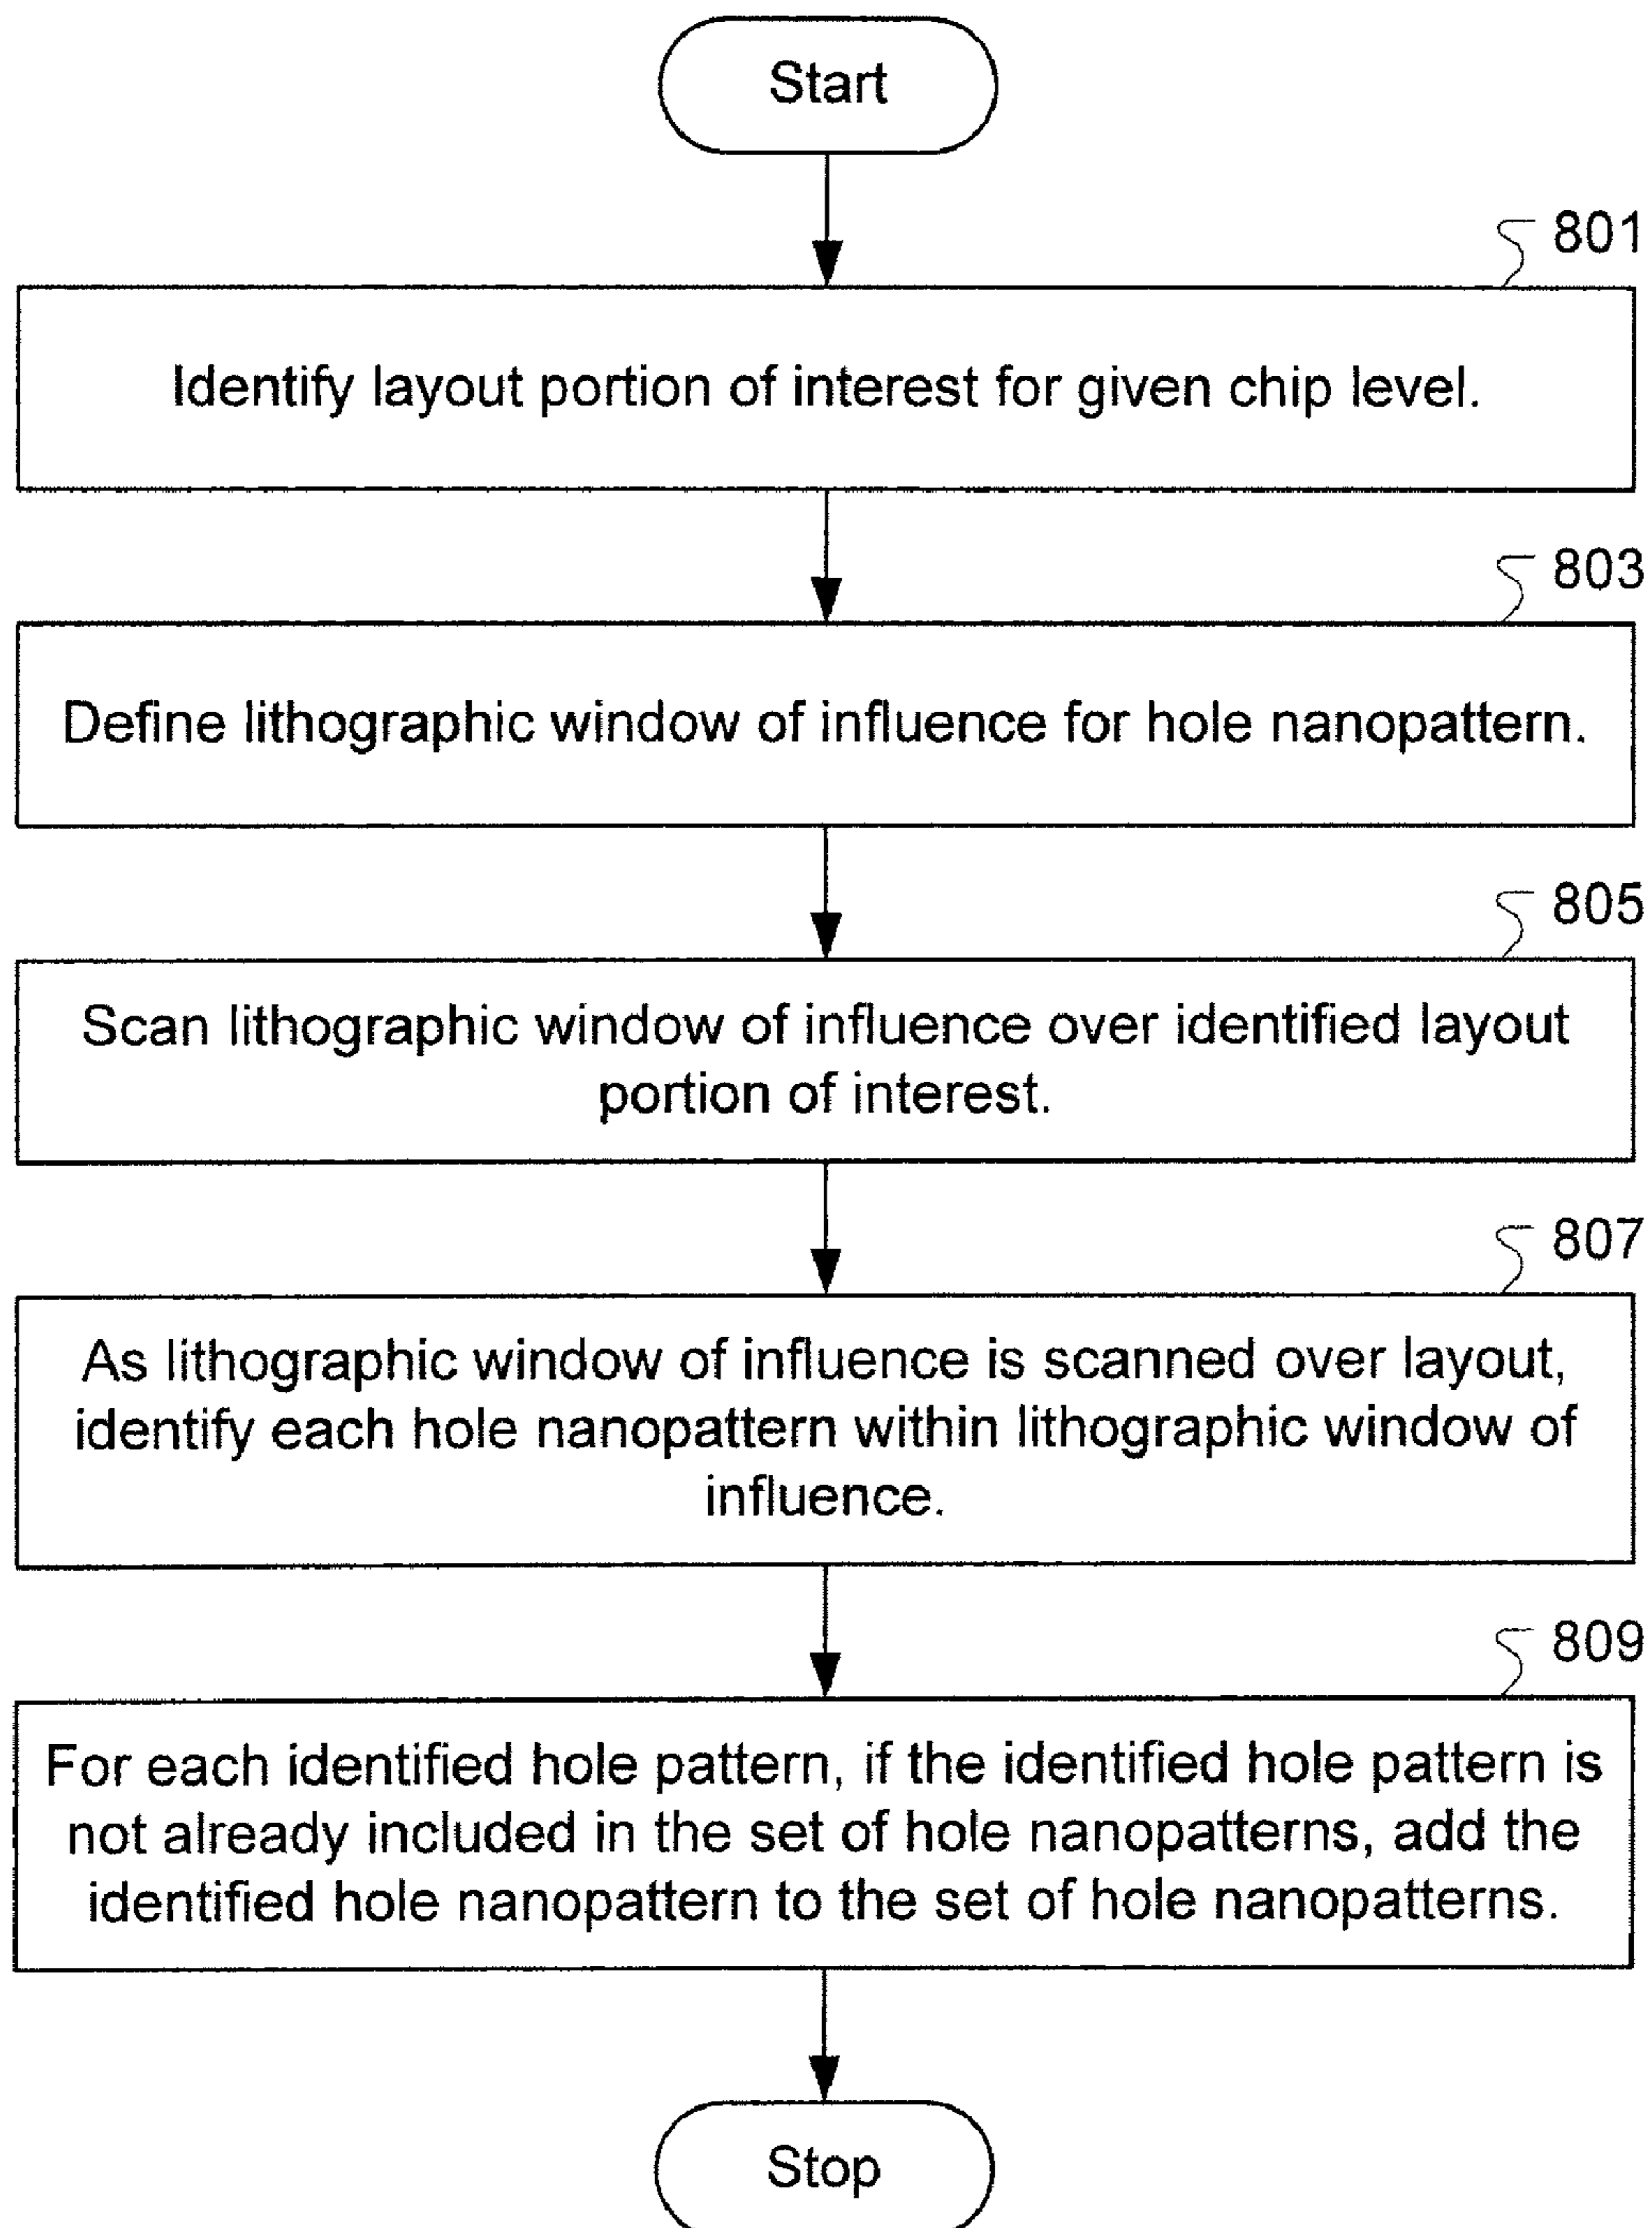 Start
801
Identify layout portion of interest for given chip level.
803
Define lithographic window of influence for hole nanopattern.
805
Scan lithographic window of influence over identified layout
portion of interest.
807
As lithographic window of influence is scanned over layout,
identify each hole nanopattern within lithographic window of
influence.
809
For each identified hole pattern, if the identified hole pattern is
not already included in the set of hole nanopatterns, add the
identified hole nanopattern to the set of hole nanopatterns.
Stop